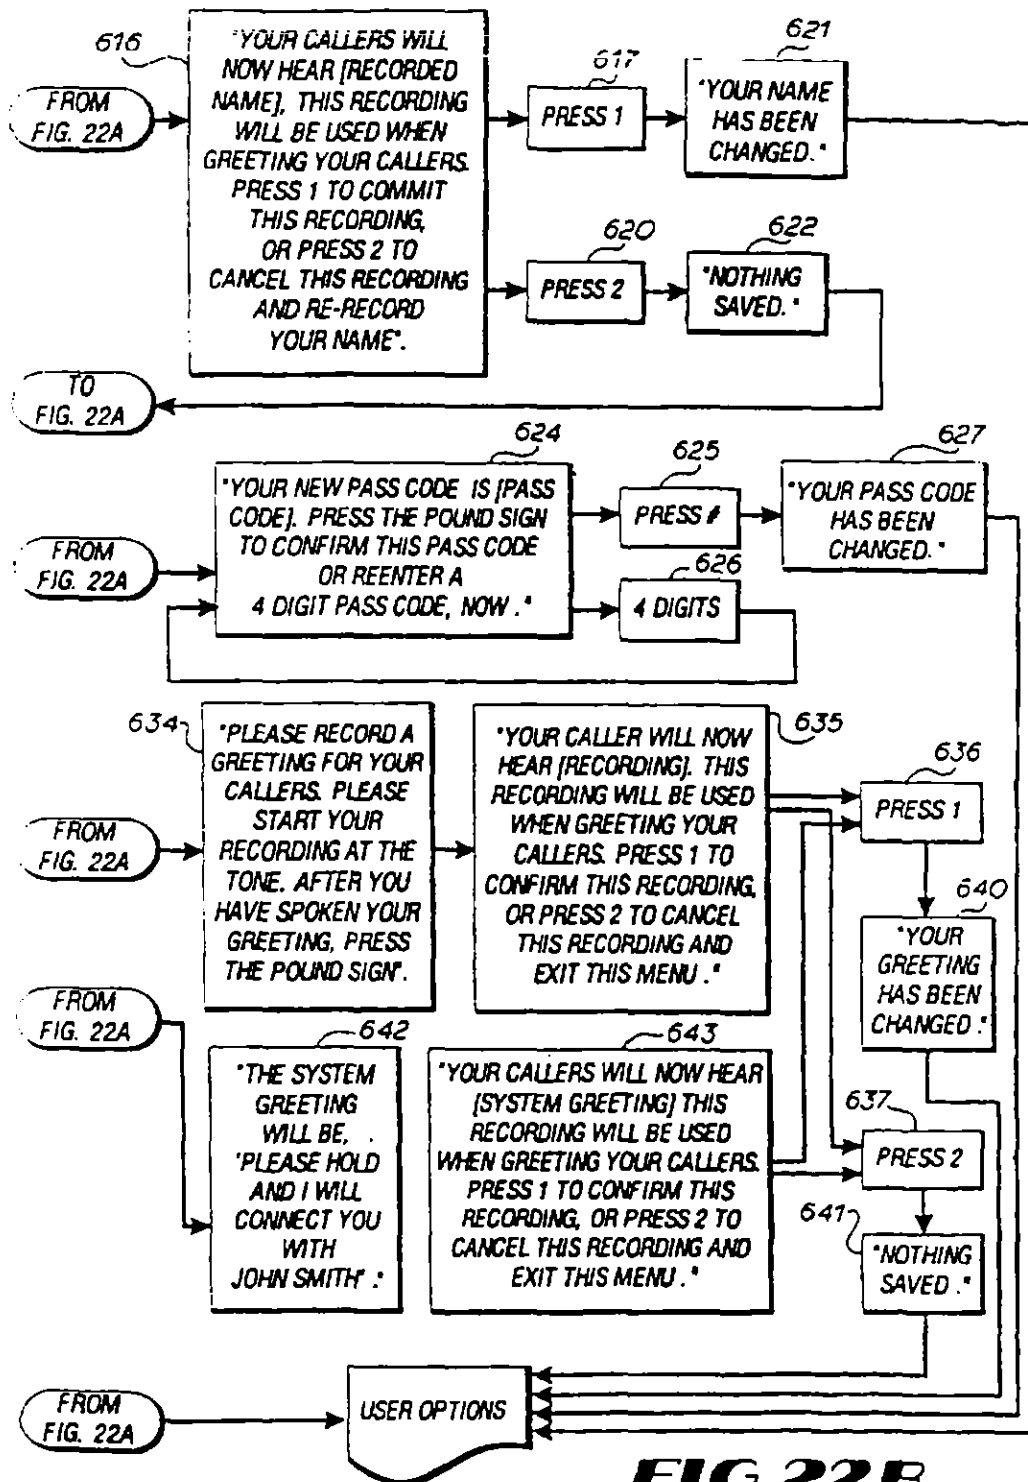 616
FROM
FIG. 22A
"YOUR CALLERS WILL
NOW HEAR [RECORDED
NAME], THIS RECORDING
WILL BE USED WHEN
GREETING YOUR CALLERS.
PRESS 1 TO COMMIT
THIS RECORDING,
OR PRESS 2 TO
CANCEL THIS RECORDING
AND RE-RECORD
YOUR NAME".
617
PRESS 1
621
"YOUR NAME
HAS BEEN
CHANGED."
620
PRESS 2
622
"NOTHING
SAVED."
TO
FIG. 22A
624
FROM
FIG. 22A
"YOUR NEW PASS CODE IS [PASS
CODE]. PRESS THE POUND SIGN
TO CONFIRM THIS PASS CODE
OR REENTER A
4 DIGIT PASS CODE, NOW ."
625
PRESS #
626
4 DIGITS
627
"YOUR PASS CODE
HAS BEEN
CHANGED."
634
FROM
FIG. 22A
"PLEASE RECORD A
GREETING FOR YOUR
CALLERS. PLEASE
START YOUR
RECORDING AT THE
TONE. AFTER YOU
HAVE SPOKEN YOUR
GREETING, PRESS
THE POUND SIGN".
635
"YOUR CALLER WILL NOW
HEAR [RECORDING]. THIS
RECORDING WILL BE USED
WHEN GREETING YOUR
CALLERS. PRESS 1 TO
CONFIRM THIS RECORDING,
OR PRESS 2 TO CANCEL
THIS RECORDING AND
EXIT THIS MENU ."
636
PRESS 1
640
"YOUR
GREETING
HAS BEEN
CHANGED ."
FROM
FIG. 22A
642
"THE SYSTEM
GREETING
WILL BE, .
'PLEASE HOLD
AND I WILL
CONNECT YOU
WITH
JOHN SMITH' ."
643
"YOUR CALLERS WILL NOW HEAR
[SYSTEM GREETING] THIS
RECORDING WILL BE USED
WHEN GREETING YOUR CALLERS.
PRESS 1 TO CONFIRM THIS
RECORDING, OR PRESS 2 TO
CANCEL THIS RECORDING AND
EXIT THIS MENU ."
637
PRESS 2
641
"NOTHING
SAVED ."
FROM
FIG. 22A
USER OPTIONS
FIG 22B